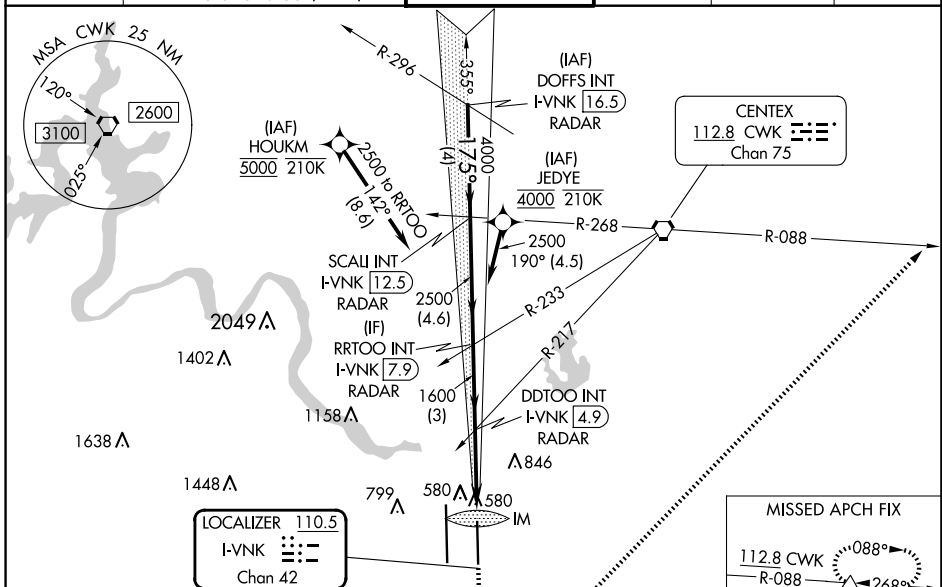 MSA CWK 25 NM
120°
2600
3100
025°
R-296
355°
(IAF)
DOFFS INT
I-VNK 16.5
RADAR
CENTEX
112.8 CWK
Chan 75
(IAF)
HOUKM
5000 210K
2500 to RRTOO
142°
(8.6)
4000
175°
(4)
(IAF)
JEDYE
4000 210K
R-268
R-088
2500
190° (4.5)
SCALI INT
I-VNK 12.5
RADAR
2500
(4.6)
R-233
R-217
(IF)
RRTOO INT
I-VNK 7.9
RADAR
1600
(3)
DDTOO INT
I-VNK 4.9
RADAR
2049
1402
1158
1638
1448
799
580
580
846
IM
LOCALIZER 110.5
I-VNK
Chan 42
MISSED APCH FIX
112.8 CWK
R-088
088°
268°